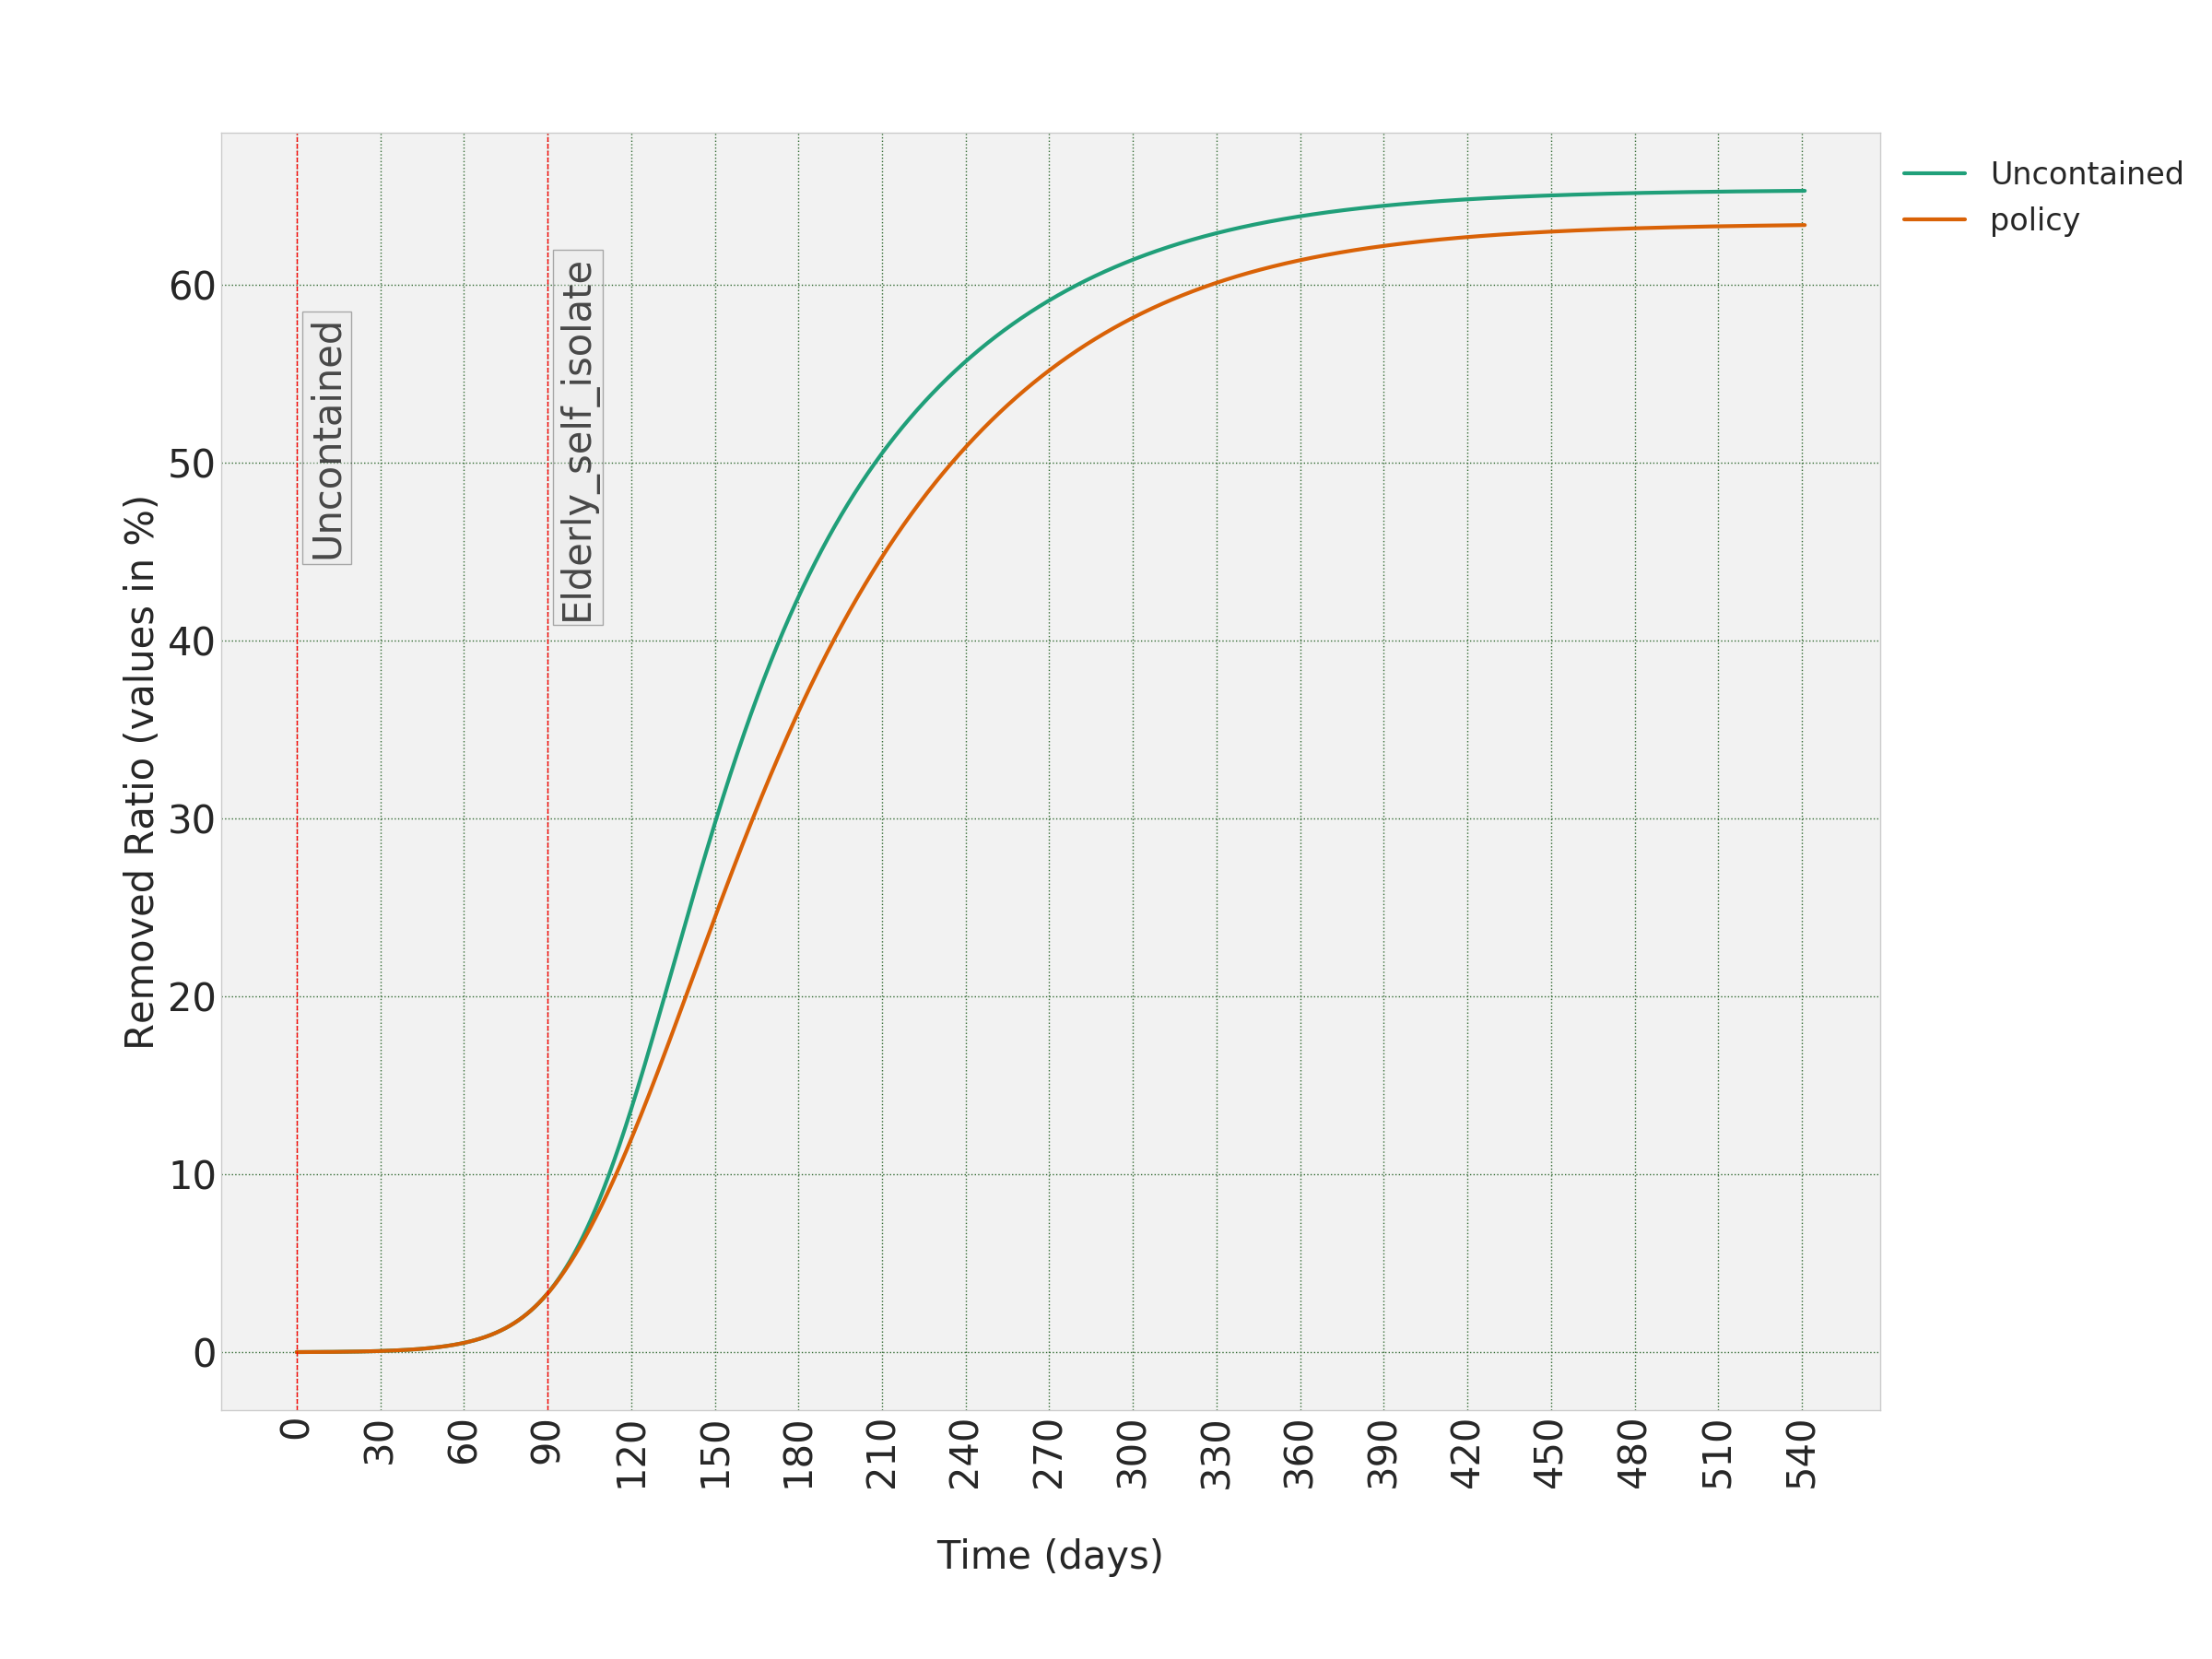 Uncontained
policy
Uncontained
Elderly_self_isolate
Removed Ratio (values in %)
60
50
40
30
20
10
0
0 30 60 90 120 150 180 210 240 270 300 330 360 390 420 450 480 510 540
Time (days)